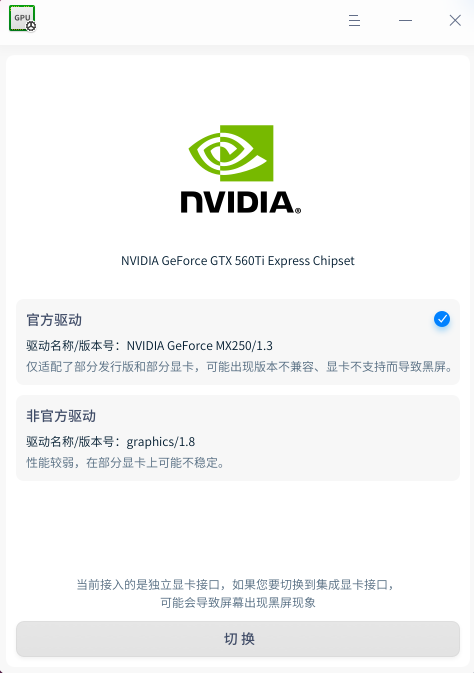 GPU
NVIDIA
NVIDIA GeForce GTX 560Ti Express Chipset
官方驱动
驱动名称/版本号：NVIDIA GeForce MX250/1.3
仅适配了部分发行版和部分显卡，可能出现版本不兼容、显卡不支持而导致黑屏。
非官方驱动
驱动名称/版本号：graphics/1.8
性能较弱，在部分显卡上可能不稳定。
当前接入的是独立显卡接口，如果您要切换到集成显卡接口，
可能会导致屏幕出现黑屏现象
切 换